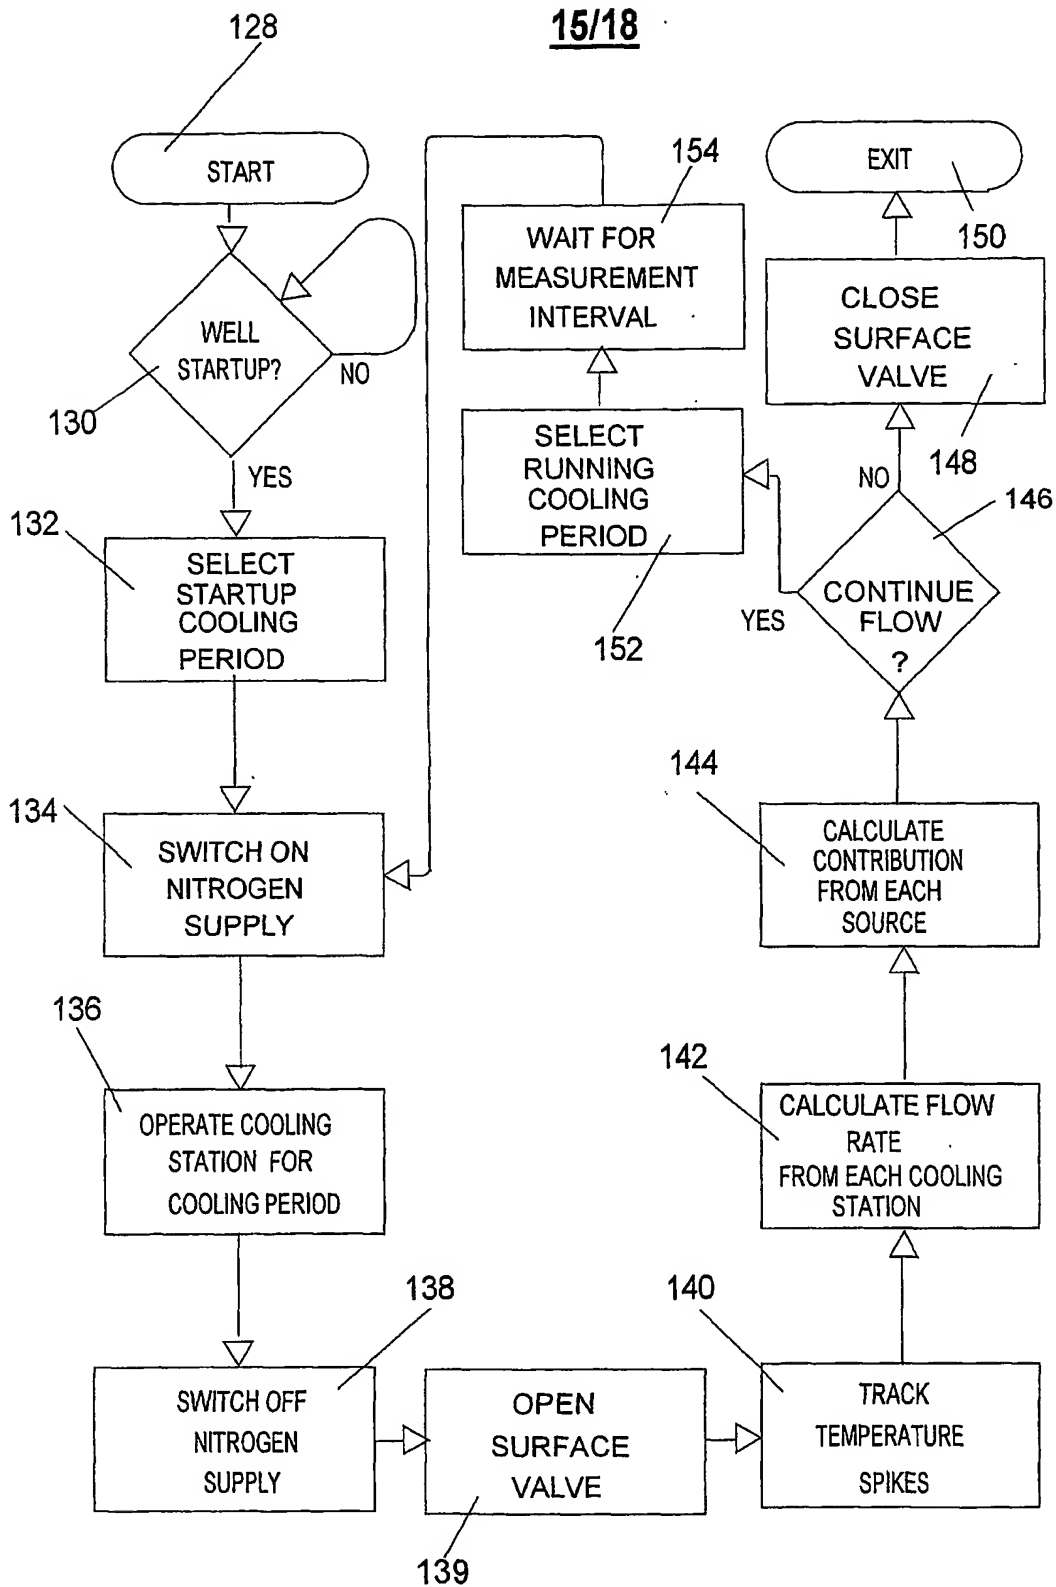 15/18
128
START
WELL
STARTUP?
NO
130
YES
132
SELECT
STARTUP
COOLING
PERIOD
134
SWITCH ON
NITROGEN
SUPPLY
136
OPERATE COOLING
STATION FOR
COOLING PERIOD
138
SWITCH OFF
NITROGEN
SUPPLY
OPEN
SURFACE
VALVE
139
140
TRACK
TEMPERATURE
SPIKES
142
CALCULATE FLOW
RATE
FROM EACH COOLING
STATION
144
CALCULATE
CONTRIBUTION
FROM EACH
SOURCE
146
CONTINUE
FLOW
?
NO
YES
148
CLOSE
SURFACE
VALVE
150
EXIT
152
SELECT
RUNNING
COOLING
PERIOD
154
WAIT FOR
MEASUREMENT
INTERVAL